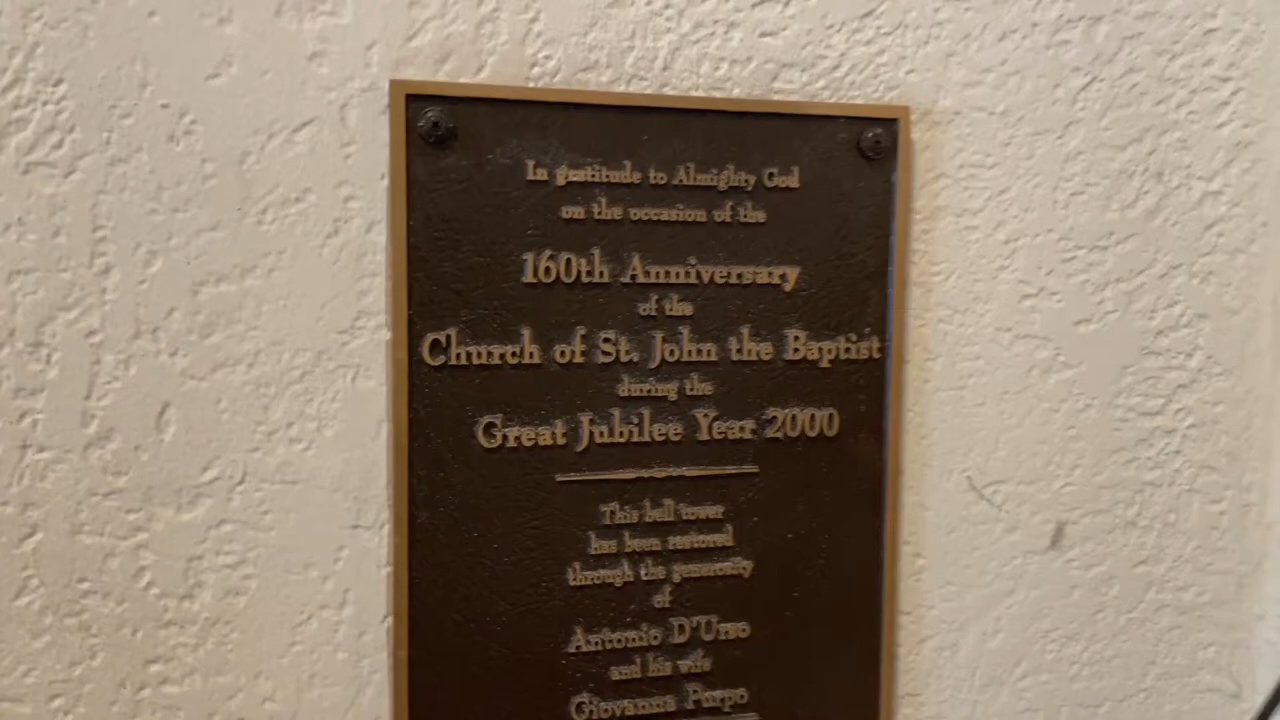 In gratitude to Almighty God
on the occasion of the
160th Anniversary
of the
Church of St. John the Baptist
during the
Great Jubilee Year 2000
This bell tower
has been restored
through the generosity
of
Antonio D'Urso
and his wife
Giovanna Purpo